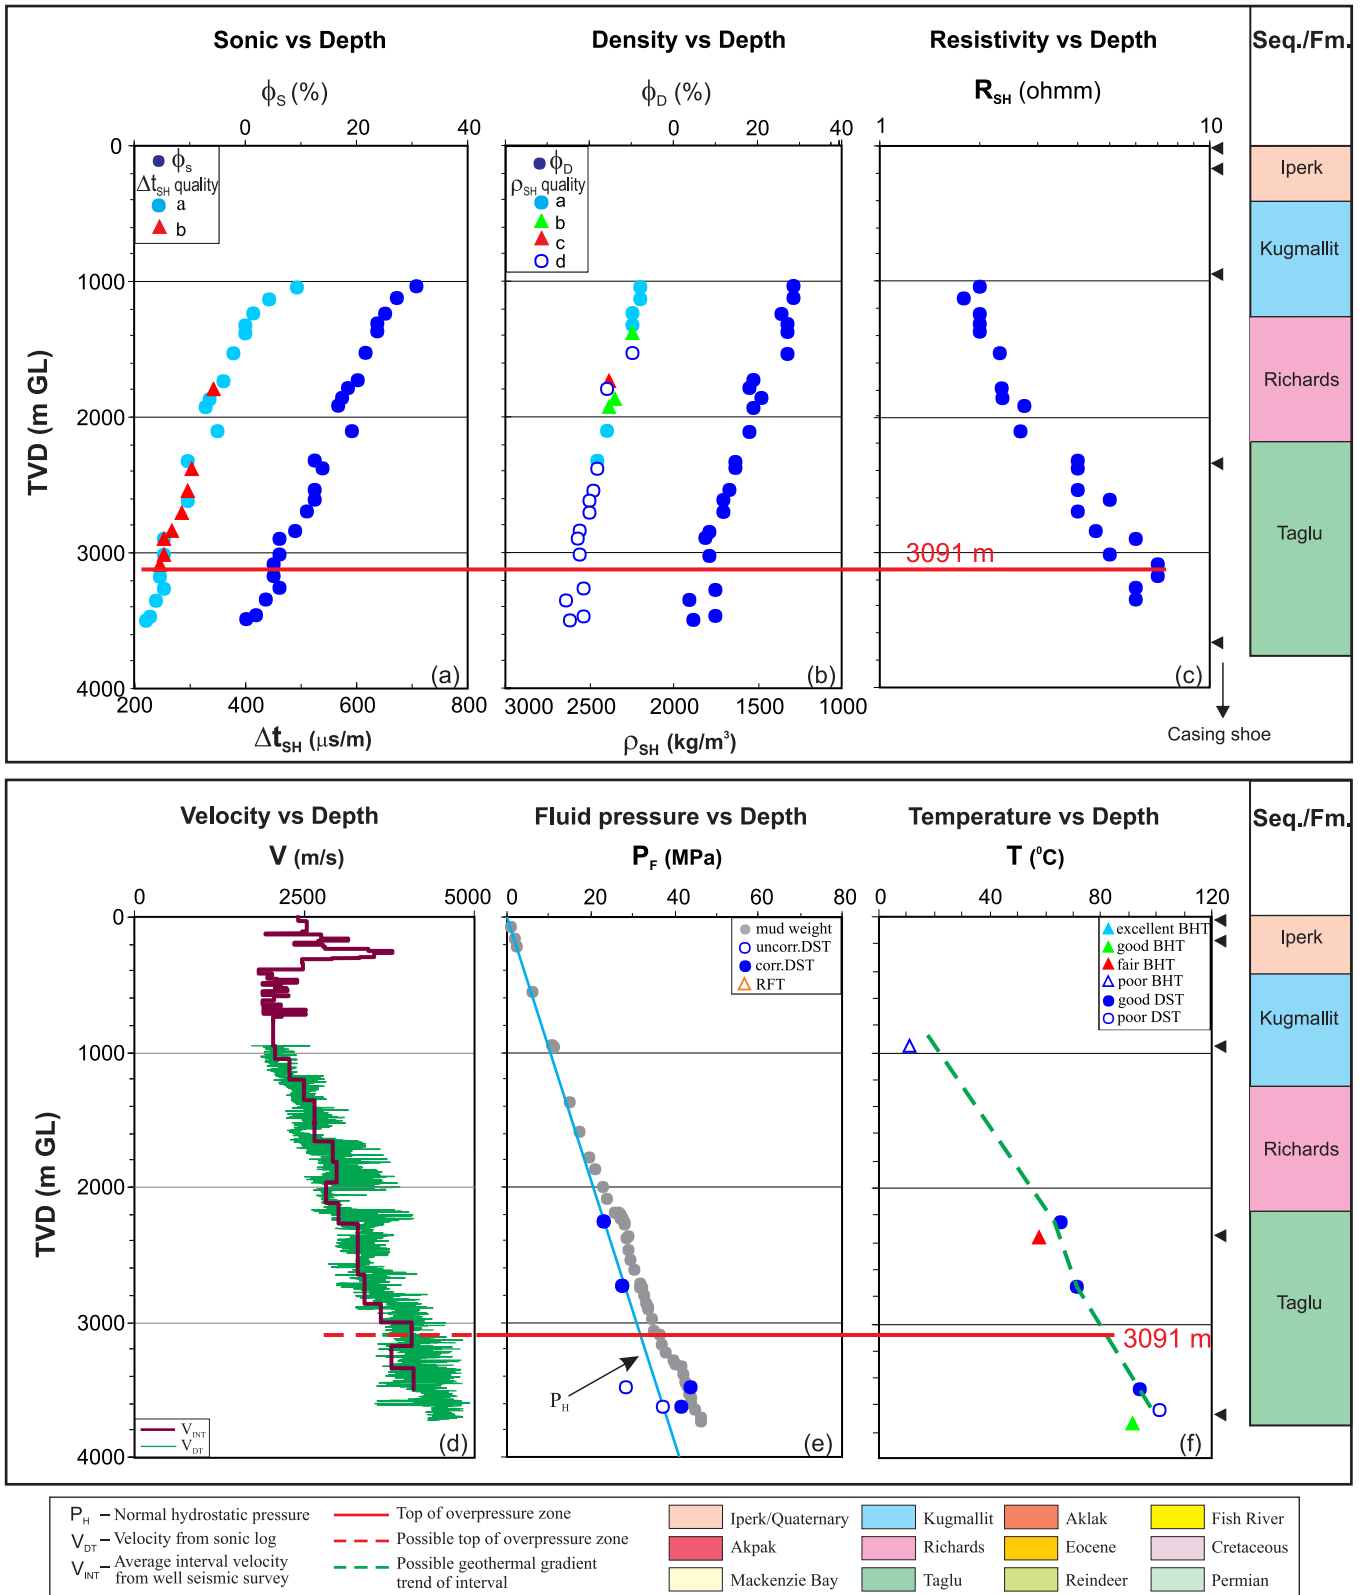 Sonic vs Depth
Density vs Depth
Resistivity vs Depth
Seq./Fm.
ϕS (%)
ϕD (%)
RSH (ohmm)
0 20 40
0 20 40
1 10
ϕs
ΔtSH quality
a
b
ϕD
ρSH quality
a
b
c
d
TVD (m GL)
0
1000
2000
3000
4000
3091 m
(a)
(b)
(c)
Iperk
Kugmallit
Richards
Taglu
200 400 600 800
3000 2500 2000 1500 1000
ΔtSH (μs/m)
ρSH (kg/m³)
Casing shoe
Velocity vs Depth
Fluid pressure vs Depth
Temperature vs Depth
Seq./Fm.
V (m/s)
PF (MPa)
T (⁰C)
0 2500 5000
0 20 40 60 80
0 40 80 120
mud weight
uncorr.DST
corr.DST
RFT
excellent BHT
good BHT
fair BHT
poor BHT
good DST
poor DST
TVD (m GL)
0
1000
2000
3000
4000
3091 m
PH
VINT
VDT
(d)
(e)
(f)
Iperk
Kugmallit
Richards
Taglu
PH – Normal hydrostatic pressure
VDT – Velocity from sonic log
VINT – Average interval velocity
from well seismic survey
Top of overpressure zone
Possible top of overpressure zone
Possible geothermal gradient
trend of interval
Iperk/Quaternary
Kugmallit
Aklak
Fish River
Akpak
Richards
Eocene
Cretaceous
Mackenzie Bay
Taglu
Reindeer
Permian